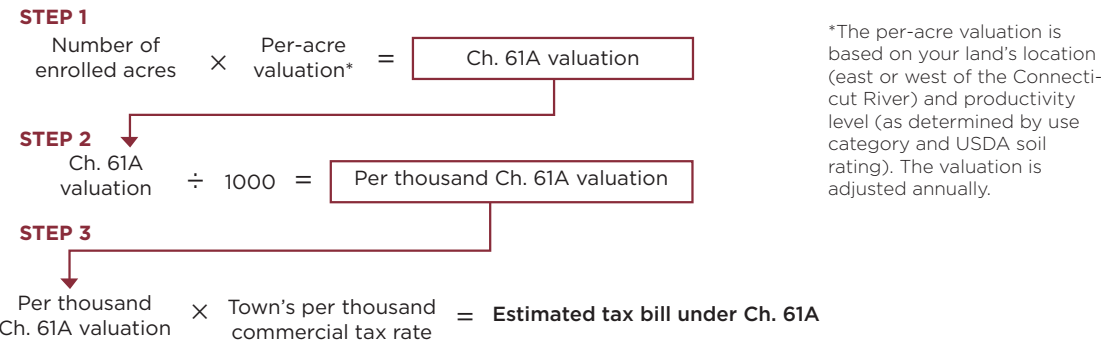 STEP 1
Number of
enrolled acres
×
Per-acre
valuation*
=
Ch. 61A valuation
STEP 2
Ch. 61A
valuation
÷ 1000 =
Per thousand Ch. 61A valuation
STEP 3
Per thousand
Ch. 61A valuation
×
Town's per thousand
commercial tax rate
=
Estimated tax bill under Ch. 61A
*The per-acre valuation is
based on your land's location
(east or west of the Connecti-
cut River) and productivity
level (as determined by use
category and USDA soil
rating). The valuation is
adjusted annually.